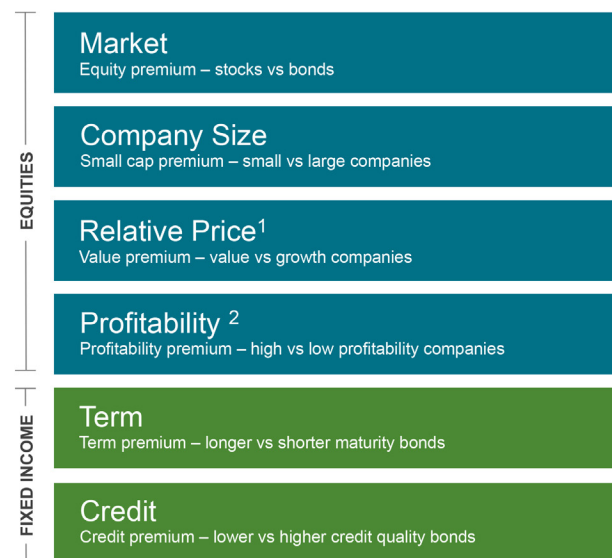 EQUITIES
Market
Equity premium – stocks vs bonds
Company Size
Small cap premium – small vs large companies
Relative Price¹
Value premium – value vs growth companies
Profitability ²
Profitability premium – high vs low profitability companies
FIXED INCOME
Term
Term premium – longer vs shorter maturity bonds
Credit
Credit premium – lower vs higher credit quality bonds